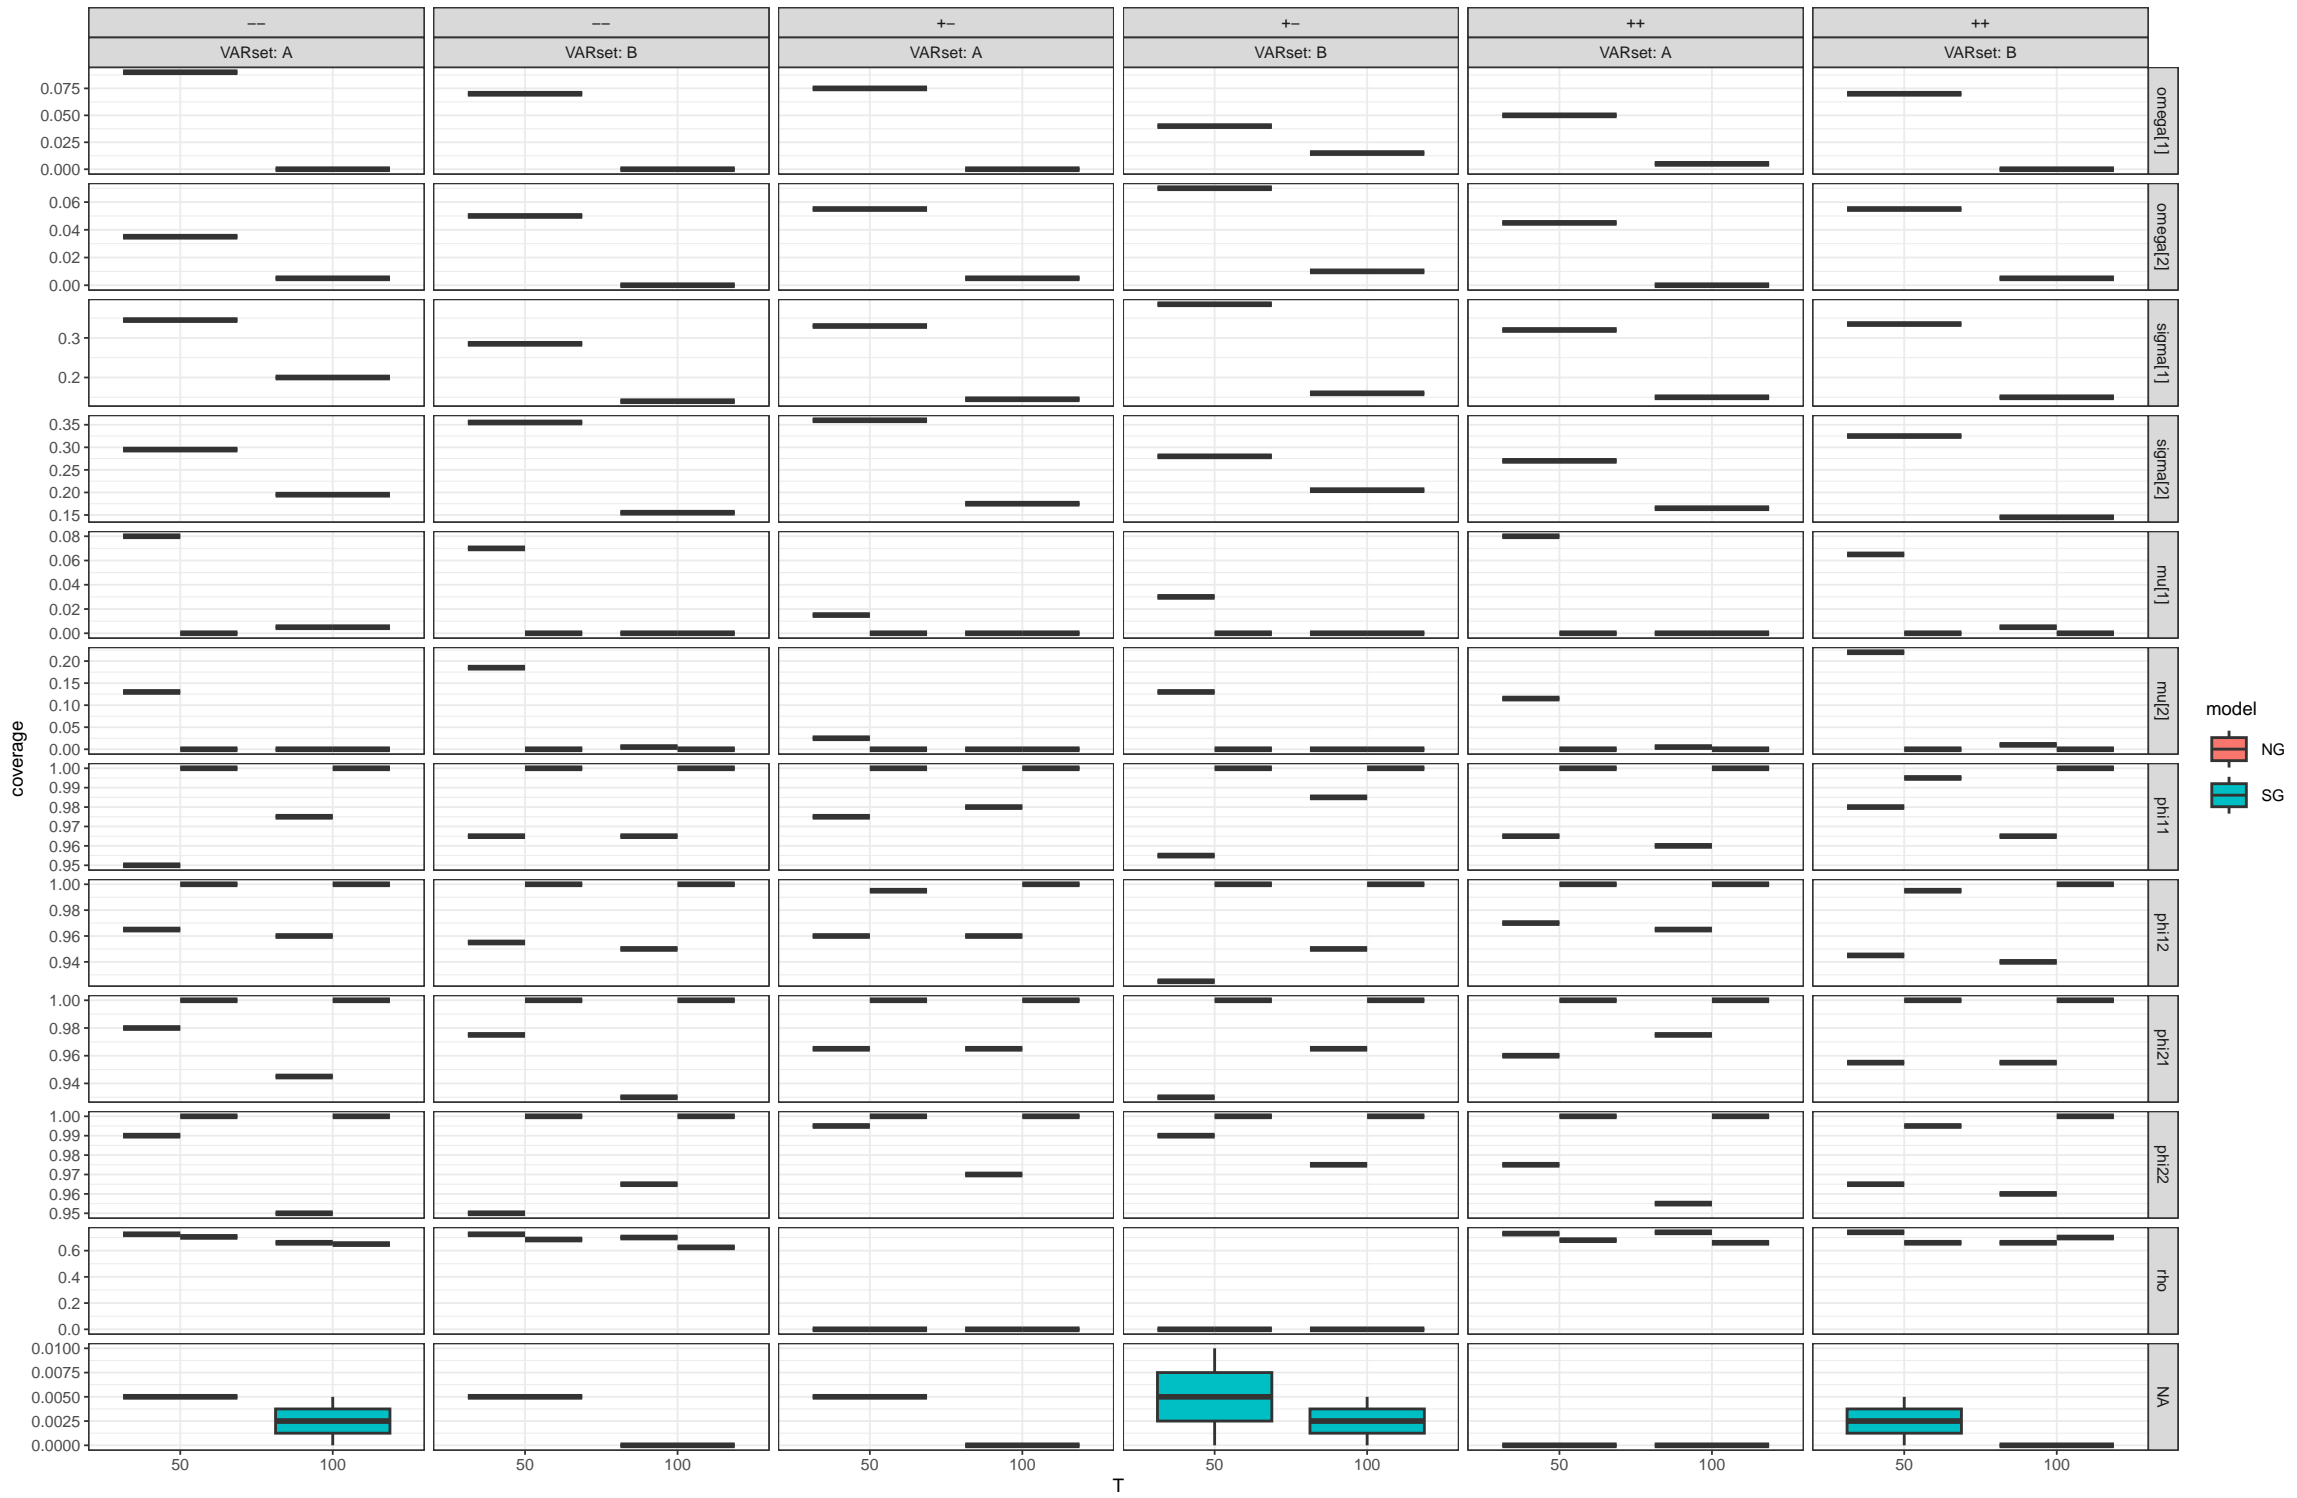 −− −− +− +− ++ ++
VARset: A VARset: B VARset: A VARset: B VARset: A VARset: B
0.075
0.050
0.025
0.000
omega[1]
0.06
0.04
0.02
0.00
omega[2]
0.3
0.2
sigma[1]
0.35
0.30
0.25
0.20
0.15
sigma[2]
0.08
0.06
0.04
0.02
0.00
mu[1]
0.20
0.15
0.10
0.05
0.00
mu[2]
1.00
0.99
0.98
0.97
0.96
0.95
phi11
1.00
0.98
0.96
0.94
phi12
1.00
0.98
0.96
0.94
phi21
1.00
0.99
0.98
0.97
0.96
0.95
phi22
0.6
0.4
0.2
0.0
rho
0.0100
0.0075
0.0050
0.0025
0.0000
NA
50 100 50 100 50 100 50 100 50 100 50 100
T
coverage
model
NG
SG